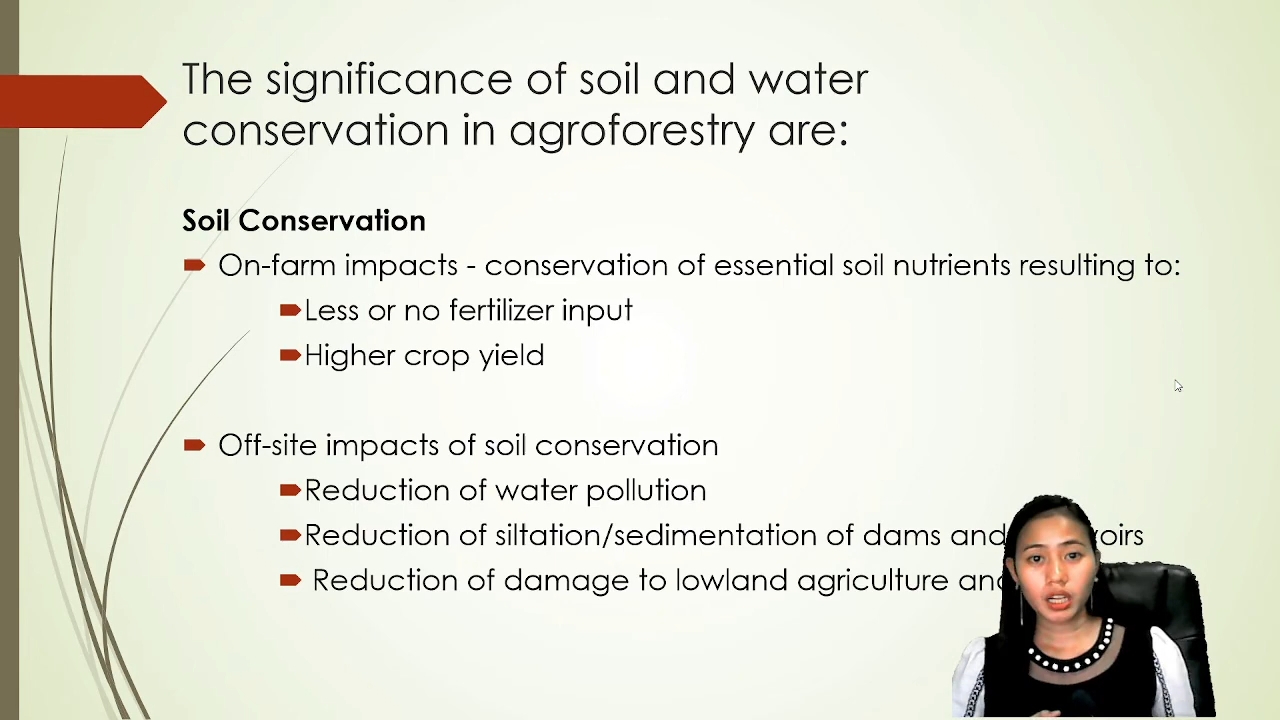 The significance of soil and water
conservation in agroforestry are:
Soil Conservation
On-farm impacts - conservation of essential soil nutrients resulting to:
Less or no fertilizer input
Higher crop yield
Off-site impacts of soil conservation
Reduction of water pollution
Reduction of siltation/sedimentation of dams and
Reduction of damage to lowland agriculture and